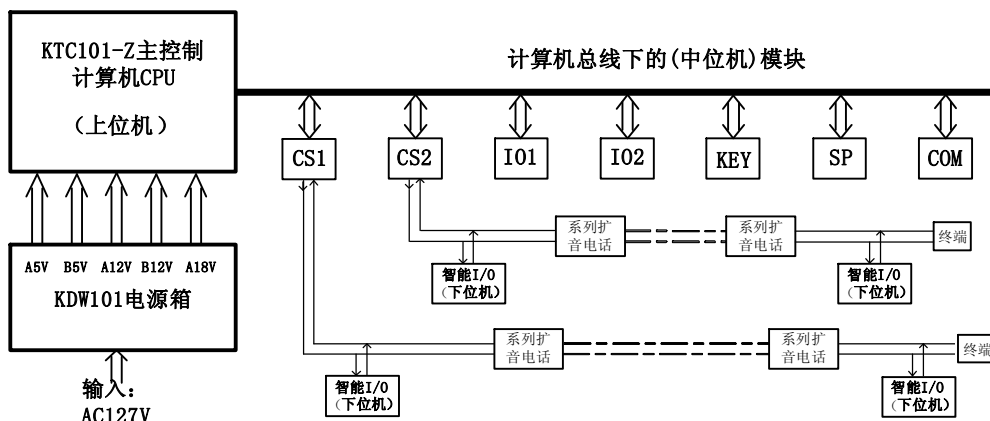 KTC101-Z主控制
计算机CPU
（上位机）
计算机总线下的(中位机)模块
CS1
CS2
IO1
IO2
KEY
SP
COM
系列扩
音电话
系列扩
音电话
终端
智能I/O
(下位机)
智能I/O
(下位机)
A5V B5V A12V B12V A18V
KDW101电源箱
系列扩
音电话
系列扩
音电话
终端
智能I/O
(下位机)
智能I/O
(下位机)
输入:
AC127V